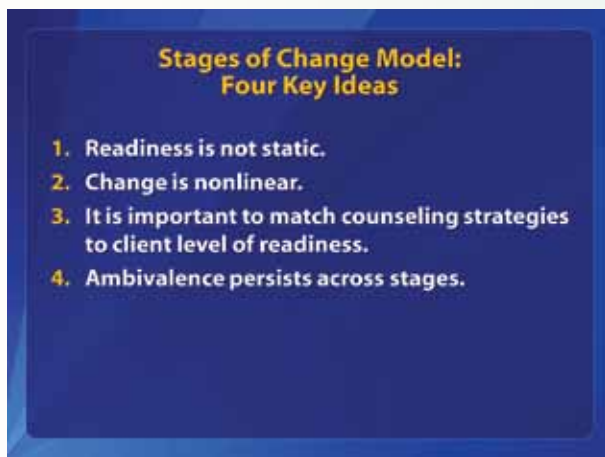 Stages of Change Model:
Four Key Ideas
1. Readiness is not static.
2. Change is nonlinear.
3. It is important to match counseling strategies
to client level of readiness.
4. Ambivalence persists across stages.